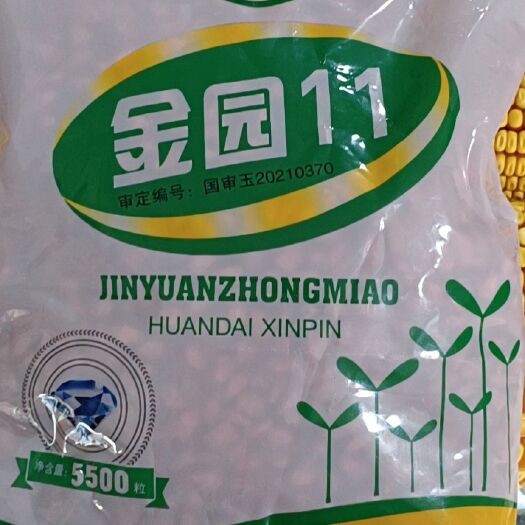 金园11
审定编号：国审玉20210370
JINYUANZHONGMIAO
HUANDAI XINPIN
净含量：5500粒